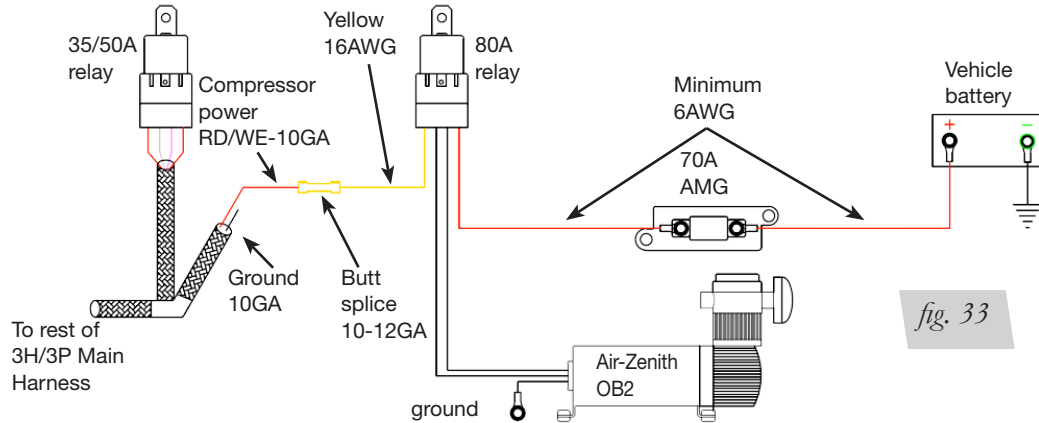 35/50A
relay
Compressor
power
RD/WE-10GA
Yellow
16AWG
80A
relay
Minimum
6AWG
70A
AMG
Vehicle
battery
+
–
Ground
10GA
Butt
splice
10-12GA
To rest of
3H/3P Main
Harness
ground
Air-Zenith
OB2
fig. 33